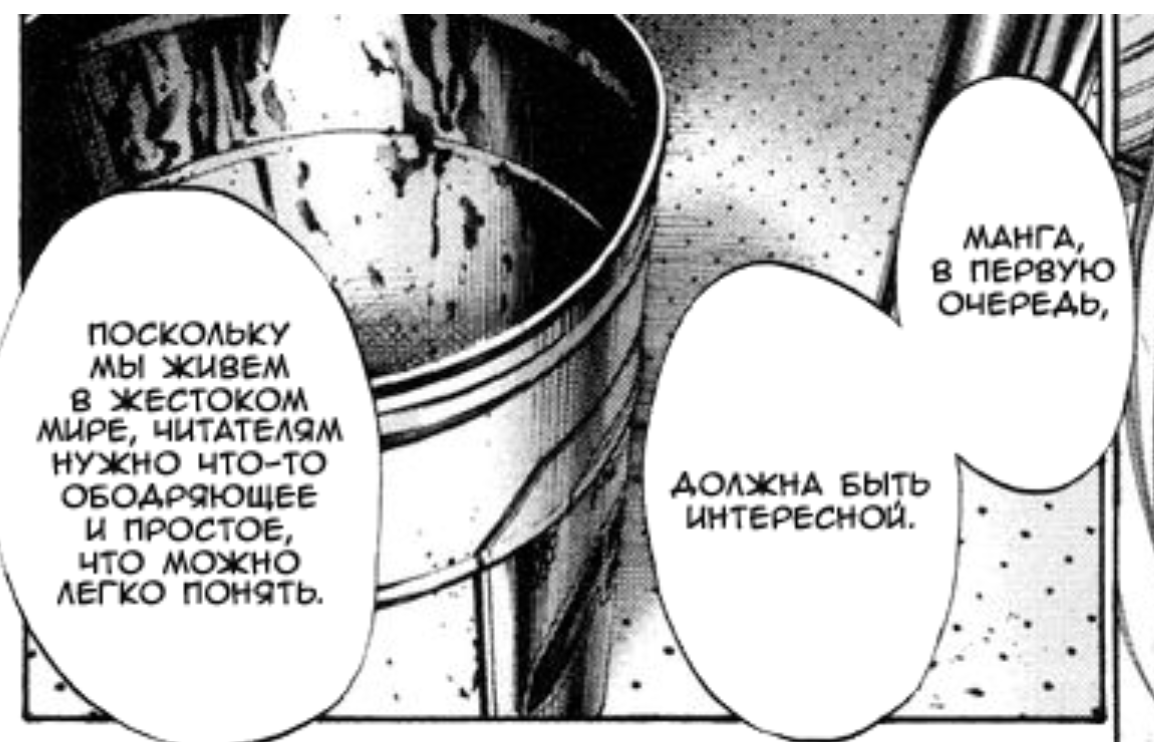 МАНГА,
В ПЕРВУЮ
ОЧЕРЕДЬ,
ДОЛЖНА БЫТЬ
ИНТЕРЕСНОЙ.
ПОСКОЛЬКУ
МЫ ЖИВЕМ
В ЖЕСТОКОМ
МИРЕ, ЧИТАТЕЛЯМ
НУЖНО ЧТО-ТО
ОБОДРЯЮЩЕЕ
И ПРОСТОЕ,
ЧТО МОЖНО
ЛЕГКО ПОНЯТЬ.